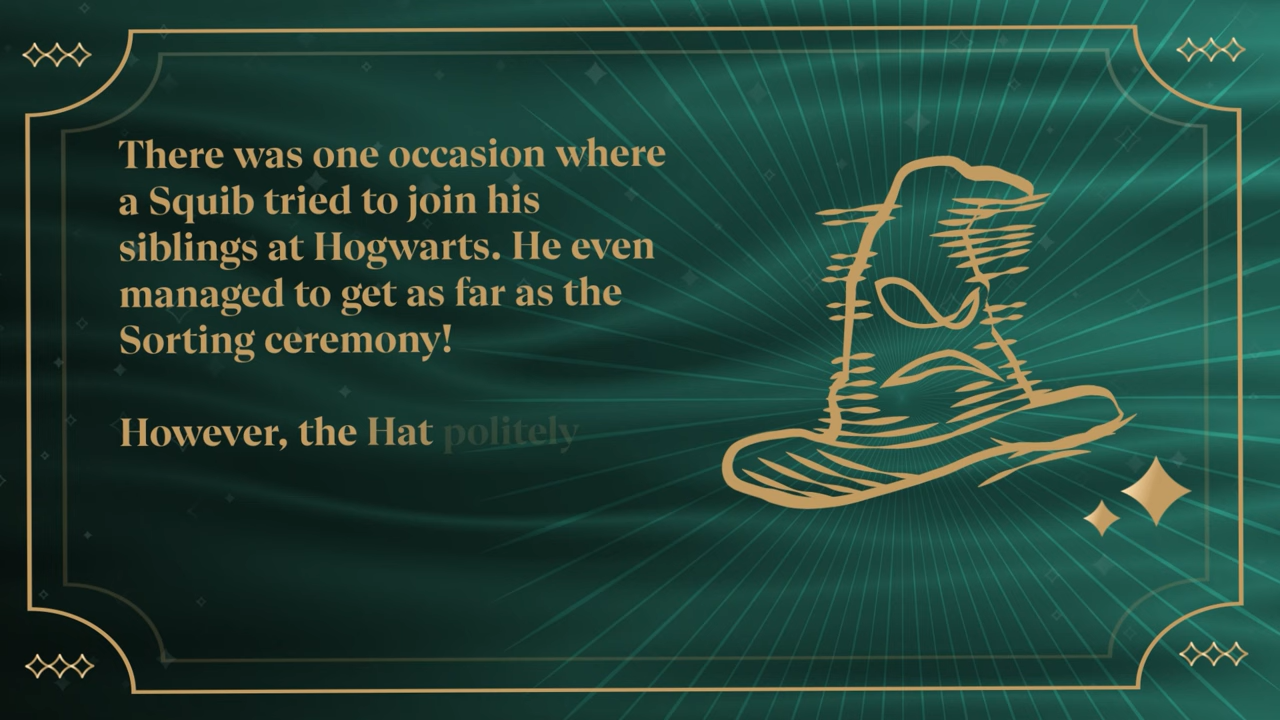 There was one occasion where
a Squib tried to join his
siblings at Hogwarts. He even
managed to get as far as the
Sorting ceremony!
However, the Hat politely